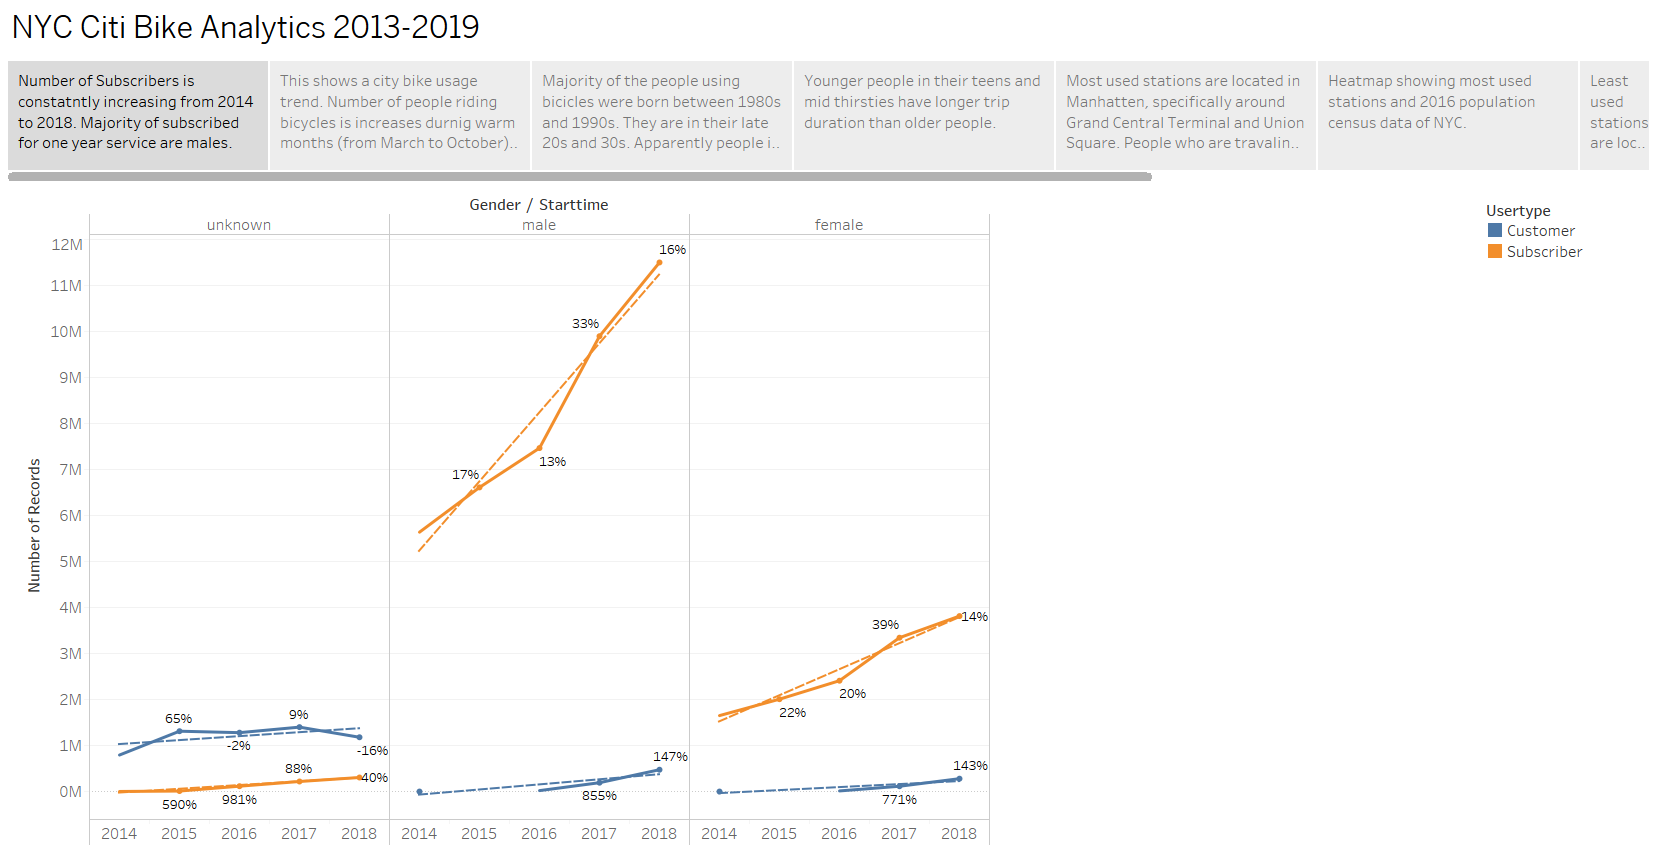 NYC Citi Bike Analytics 2013-2019
Number of Subscribers is
constatntly increasing from 2014
to 2018. Majority of subscribed
for one year service are males.
This shows a city bike usage
trend. Number of people riding
bicycles is increases durnig warm
months (from March to October)..
Majority of the people using
bicicles were born between 1980s
and 1990s. They are in their late
20s and 30s. Apparently people i..
Younger people in their teens and
mid thirsties have longer trip
duration than older people.
Most used stations are located in
Manhatten, specifically around
Grand Central Terminal and Union
Square. People who are travalin..
Heatmap showing most used
stations and 2016 population
census data of NYC.
Least
used
stations
are loc..
Gender / Starttime
unknown
male
female
Usertype
Customer
Subscriber
Number of Records
12M
11M
10M
9M
8M
7M
6M
5M
4M
3M
2M
1M
0M
65%
-2%
9%
-16%
590%
981%
88%
40%
17%
13%
33%
16%
855%
147%
22%
20%
39%
14%
771%
143%
2014 2015 2016 2017 2018
2014 2015 2016 2017 2018
2014 2015 2016 2017 2018